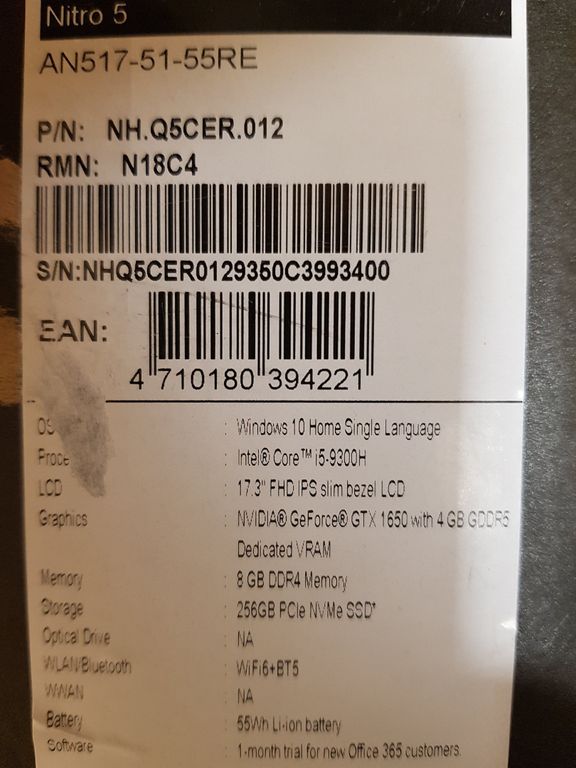 Nitro 5
AN517-51-55RE
P/N: NH.Q5CER.012
RMN: N18C4
S/N:NHQ5CER0129350C3993400
EAN:
4 710180 394221
OS : Windows 10 Home Single Language
: Intel® Core™ i5-9300H
LCD : 17.3" FHD IPS slim bezel LCD
Graphics : NVIDIA® GeForce® GTX 1650 with 4 GB GDDR5
Dedicated VRAM
Memory : 8 GB DDR4 Memory
Storage : 256GB PCIe NVMe SSD*
Optical Drive : NA
WLAN/Bluetooth : WiFi6+BT5
WWAN : NA
Battery : 55Wh Li-ion battery
Software : 1-month trial for new Office 365 customers.